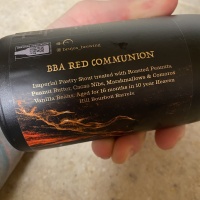 BBA RED COMMUNION
Imperial Pastry Stout treated with Roasted Peanuts,
Peanut Butter, Cacao Nibs, Marshmallows & Comoros
Vanilla Beans. Aged for 16 months in 10 year Heaven
Hill Bourbon Barrels.